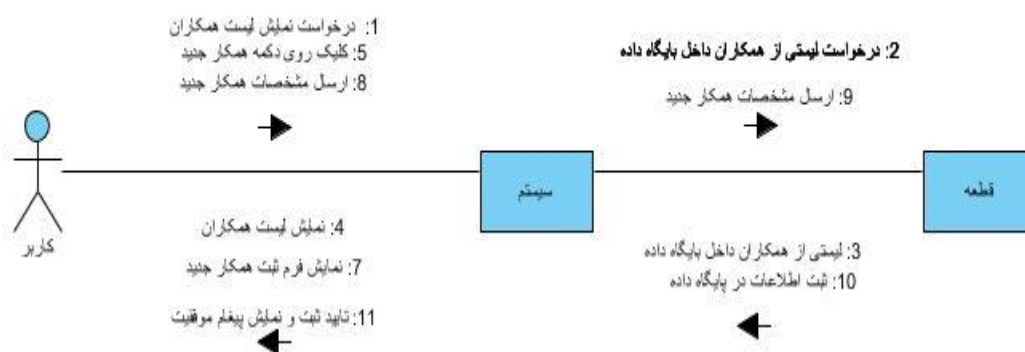 1: درخواست نمایش لیست همکاران
5: کلیک روی دکمه همکار جدید
8: ارسال مشخصات همکار جدید
2: درخواست لیستی از همکاران داخل بایگاه داده
9: ارسال مشخصات همکار جدید
کاربر
سیستم
قطعه
4: نمایش لیست همکاران
7: نمایش فرم ثبت همکار جدید
11: تایید ثبت و نمایش پیغام موفقیت
3: لیستی از همکاران داخل بایگاه داده
10: ثبت اطلاعات در پایگاه داده